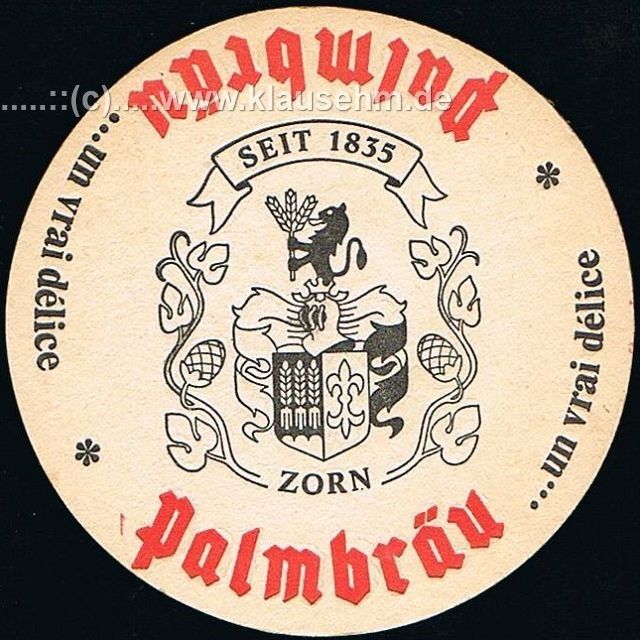 Palmbräu
.....::(c).....www.klausehm.de
...un vrai délice
SEIT 1835
*
...un vrai délice
*
ZORN
Palmbräu